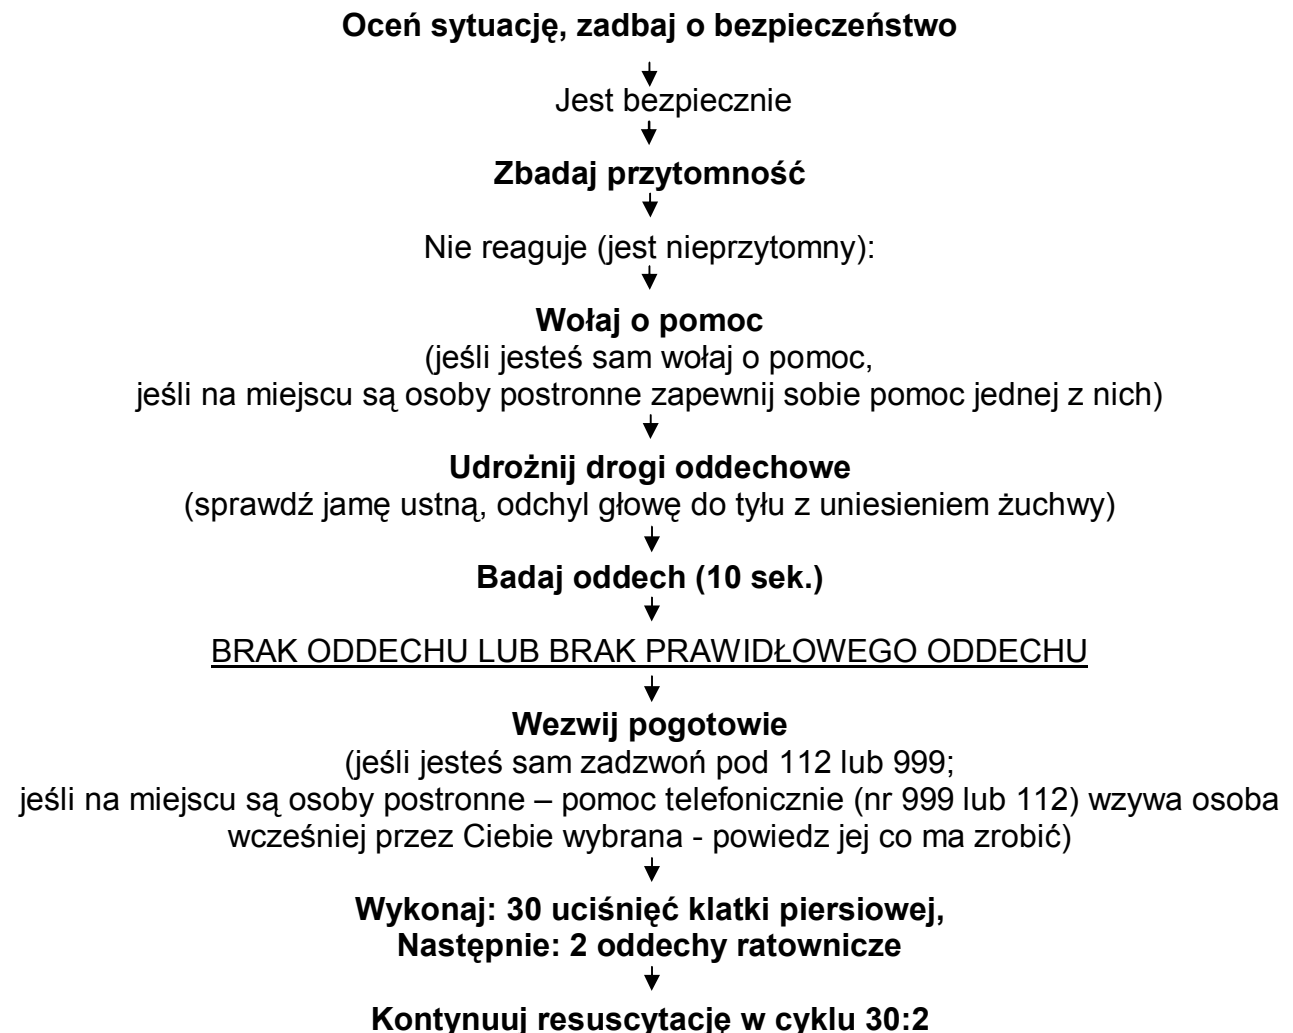 Oceń sytuację, zadbaj o bezpieczeństwo
Jest bezpiecznie
Zbadaj przytomność
Nie reaguje (jest nieprzytomny):
Wołaj o pomoc
(jeśli jesteś sam wołaj o pomoc,
jeśli na miejscu są osoby postronne zapewnij sobie pomoc jednej z nich)
Udrożnij drogi oddechowe
(sprawdź jamę ustną, odchyl głowę do tyłu z uniesieniem żuchwy)
Badaj oddech (10 sek.)
BRAK ODDECHU LUB BRAK PRAWIDŁOWEGO ODDECHU
Wezwij pogotowie
(jeśli jesteś sam zadzwoń pod 112 lub 999;
jeśli na miejscu są osoby postronne – pomoc telefonicznie (nr 999 lub 112) wzywa osoba
wcześniej przez Ciebie wybrana - powiedz jej co ma zrobić)
Wykonaj: 30 uciśnięć klatki piersiowej,
Następnie: 2 oddechy ratownicze
Kontynuuj resuscytację w cyklu 30:2